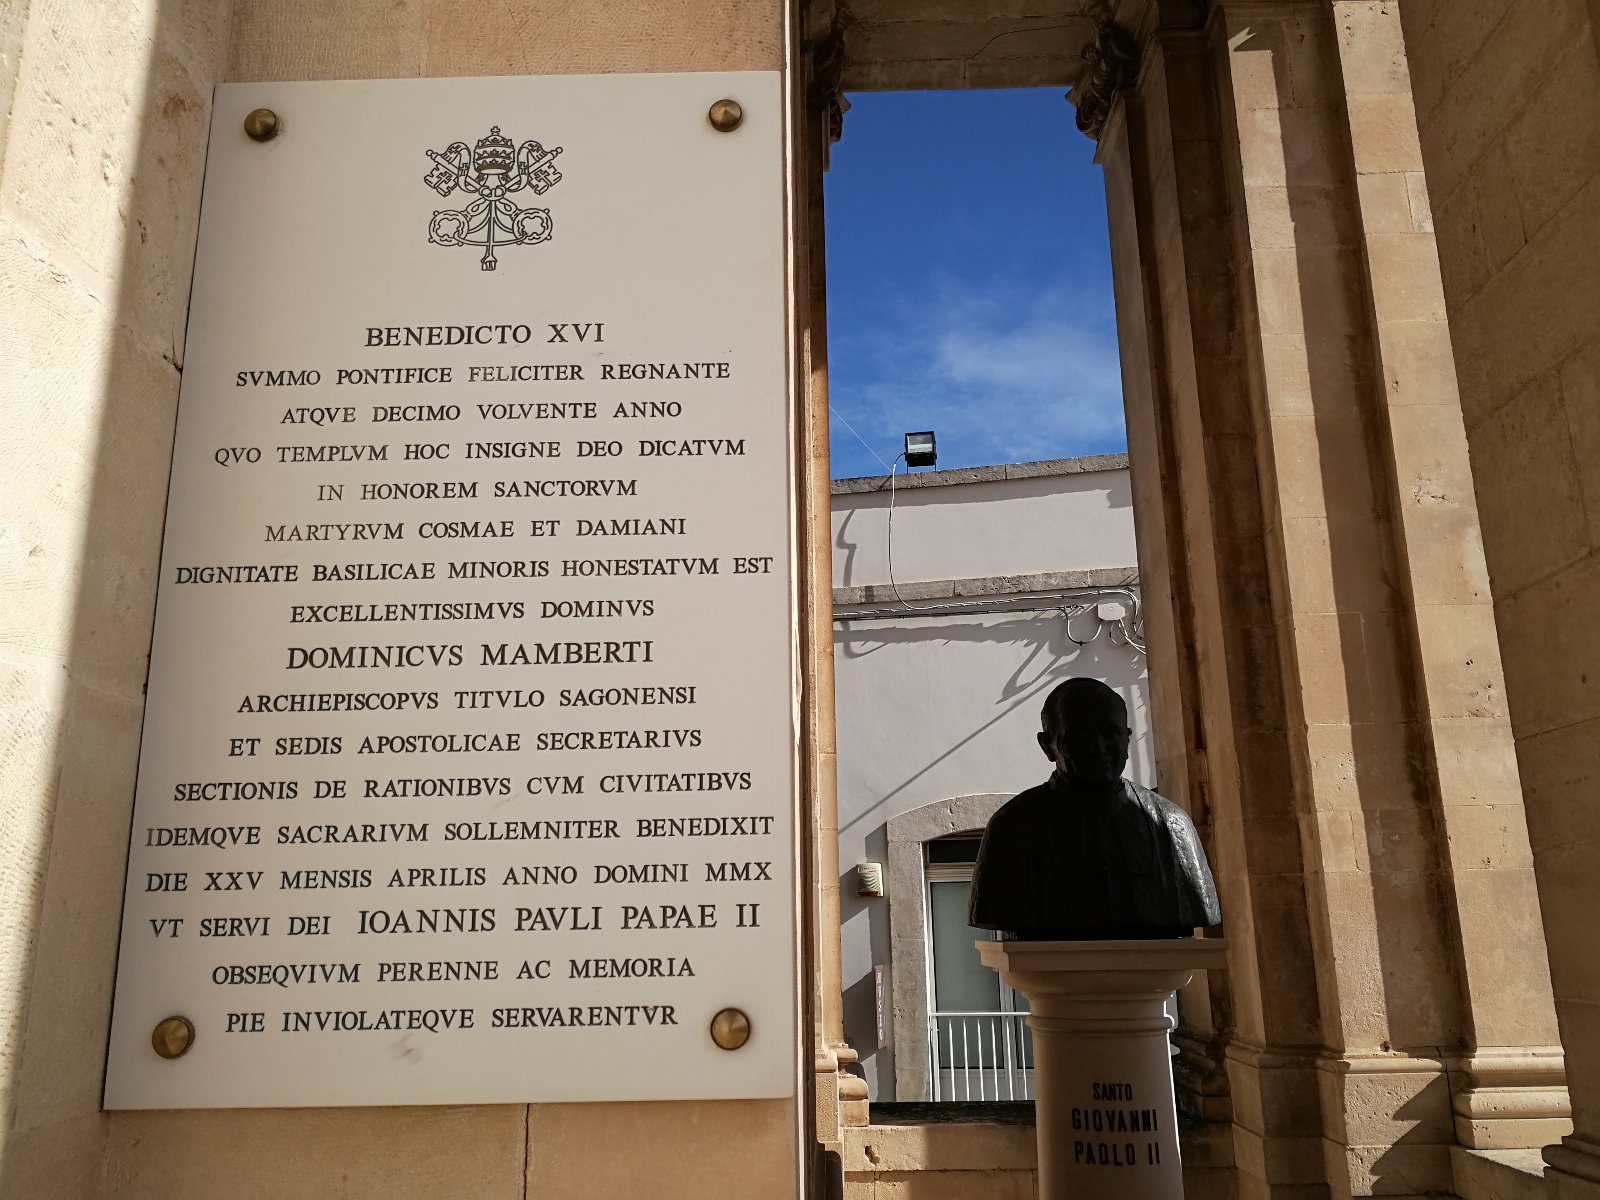 BENEDICTO XVI
SVMMO PONTIFICE FELICITER REGNANTE
ATQVE DECIMO VOLVENTE ANNO
QVO TEMPLVM HOC INSIGNE DEO DICATVM
IN HONOREM SANCTORVM
MARTYRVM COSMAE ET DAMIANI
DIGNITATE BASILICAE MINORIS HONESTATVM EST
EXCELLENTISSIMVS DOMINVS
DOMINICVS MAMBERTI
ARCHIEPISCOPVS TITVLO SAGONENSI
ET SEDIS APOSTOLICAE SECRETARIVS
SECTIONIS DE RATIONIBVS CVM CIVITATIBVS
IDEMQVE SACRARIVM SOLLEMNITER BENEDIXIT
DIE XXV MENSIS APRILIS ANNO DOMINI MMX
VT SERVI DEI IOANNIS PAVLI PAPAE II
OBSEQVIVM PERENNE AC MEMORIA
PIE INVIOLATEQVE SERVARENTVR
SANTO
GIOVANNI
PAOLO II